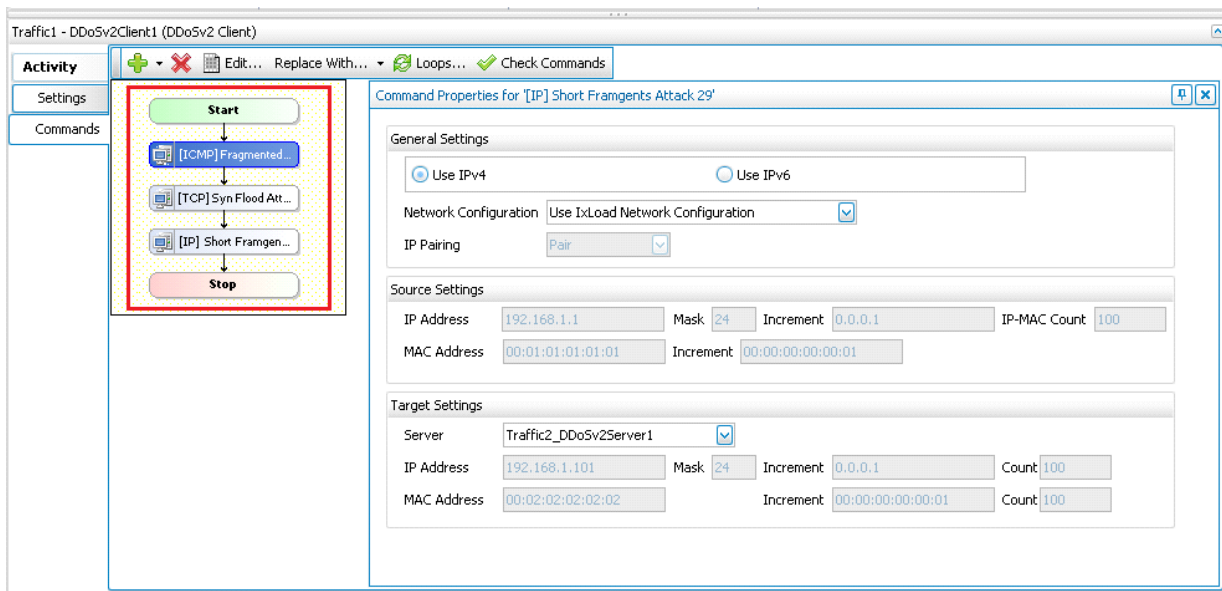 Traffic1 - DDoSv2Client1 (DDoSv2 Client)
Activity
Settings
Commands
Edit... Replace With... Loops... Check Commands
Start
[ICMP] Fragmented...
[TCP] Syn Flood Att...
[IP] Short Framgen...
Stop
Command Properties for '[IP] Short Framgents Attack 29'
General Settings
Use IPv4 Use IPv6
Network Configuration Use IxLoad Network Configuration
IP Pairing Pair
Source Settings
IP Address 192.168.1.1 Mask 24 Increment 0.0.0.1 IP-MAC Count 100
MAC Address 00:01:01:01:01:01 Increment 00:00:00:00:00:01
Target Settings
Server Traffic2_DDoSv2Server1
IP Address 192.168.1.101 Mask 24 Increment 0.0.0.1 Count 100
MAC Address 00:02:02:02:02:02 Increment 00:00:00:00:00:01 Count 100